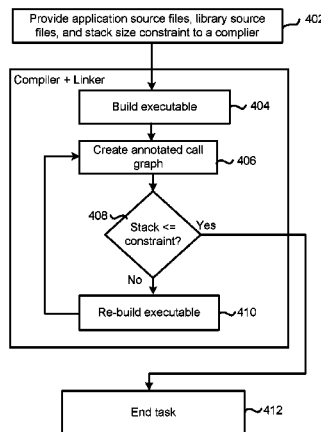 Provide application source files, library source
files, and stack size constraint to a complier
402
Compiler + Linker
Build executable
404
Create annotated call
graph
406
408
Stack <=
constraint?
Yes
No
Re-build executable
410
End task
412